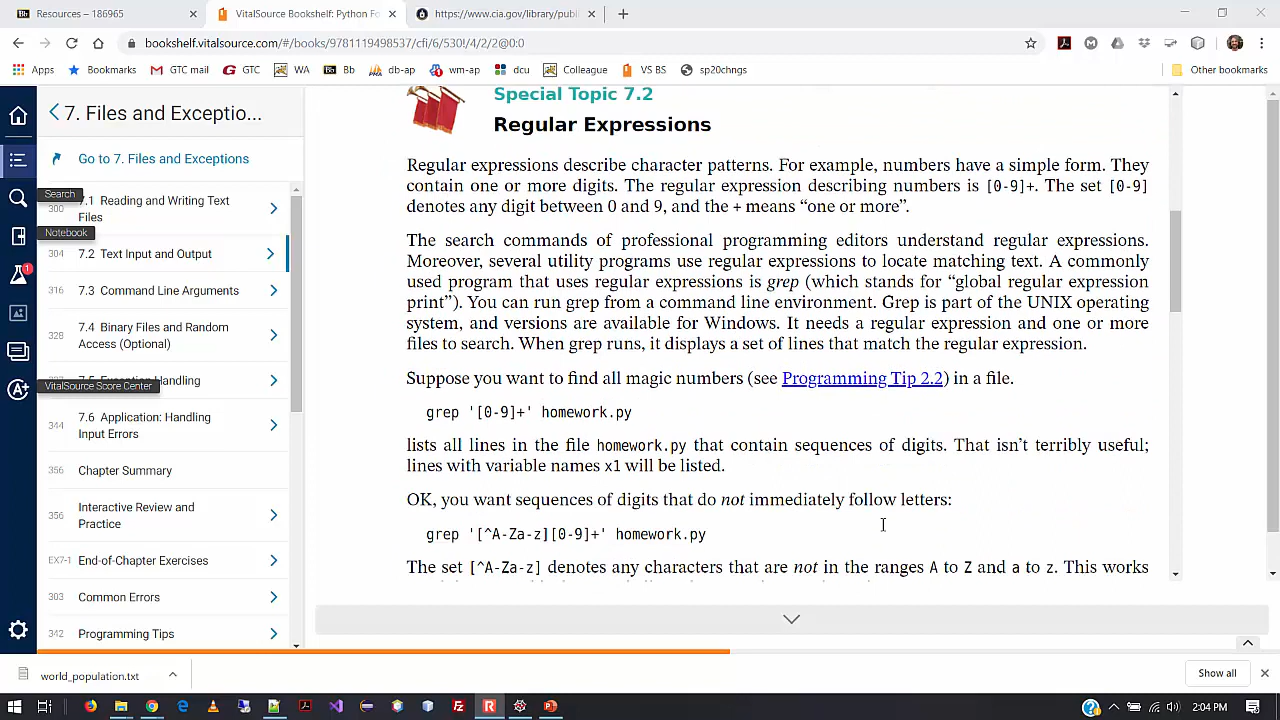 Resources – 186965
VitalSource Bookshelf: Python Fo
https://www.cia.gov/library/publ
bookshelf.vitalsource.com/#/books/9781119498537/cfi/6/530!/4/2/2@0:0
Apps
Bookmarks
GTC mail
GTC
WA
Bb
db-ap
wm-ap
dcu
Colleague
VS BS
sp20chngs
Other bookmarks
7. Files and Exceptio...
Go to 7. Files and Exceptions
Search
Notebook
VitalSource Score Center
300 7.1 Reading and Writing Text
Files
304 7.2 Text Input and Output
316 7.3 Command Line Arguments
328 7.4 Binary Files and Random
Access (Optional)
7.5 Exception Handling
344 7.6 Application: Handling
Input Errors
356 Chapter Summary
356 Interactive Review and
Practice
EX7-1 End-of-Chapter Exercises
303 Common Errors
342 Programming Tips
Special Topic 7.2
Regular Expressions
Regular expressions describe character patterns. For example, numbers have a simple form. They
contain one or more digits. The regular expression describing numbers is [0-9]+. The set [0-9]
denotes any digit between 0 and 9, and the + means “one or more”.
The search commands of professional programming editors understand regular expressions.
Moreover, several utility programs use regular expressions to locate matching text. A commonly
used program that uses regular expressions is grep (which stands for “global regular expression
print”). You can run grep from a command line environment. Grep is part of the UNIX operating
system, and versions are available for Windows. It needs a regular expression and one or more
files to search. When grep runs, it displays a set of lines that match the regular expression.
Suppose you want to find all magic numbers (see Programming Tip 2.2) in a file.
grep '[0-9]+' homework.py
lists all lines in the file homework.py that contain sequences of digits. That isn’t terribly useful;
lines with variable names x1 will be listed.
OK, you want sequences of digits that do not immediately follow letters:
grep '[^A-Za-z][0-9]+' homework.py
The set [^A-Za-z] denotes any characters that are not in the ranges A to Z and a to z. This works
world_population.txt
Show all
2:04 PM